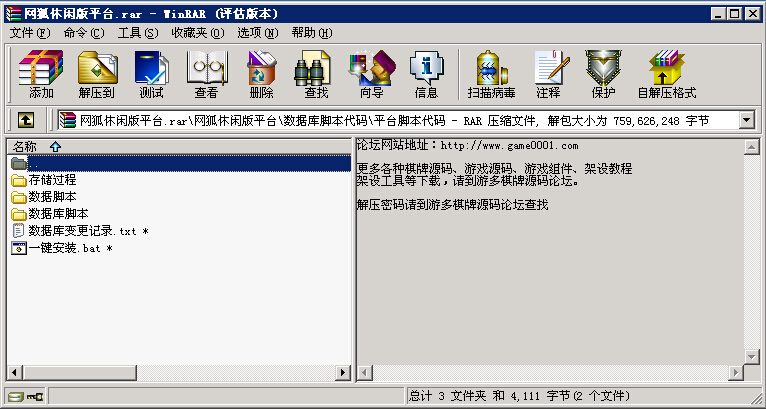 网狐休闲版平台.rar - WinRAR (评估版本)
文件(F) 命令(C) 工具(S) 收藏夹(O) 选项(N) 帮助(H)
添加 解压到 测试 查看 删除 查找 向导 信息 扫描病毒 注释 保护 自解压格式
网狐休闲版平台.rar\网狐休闲版平台\数据库脚本代码\平台脚本代码 - RAR 压缩文件, 解包大小为 759,626,248 字节
名称
..
存储过程
数据脚本
数据库脚本
数据库变更记录.txt *
一键安装.bat *
论坛网站地址：http://www.game0001.com
更多各种棋牌源码、游戏源码、游戏组件、架设教程
架设工具等下载，请到游多棋牌源码论坛。
解压密码请到游多棋牌源码论坛查找
总计 3 文件夹 和 4,111 字节(2 个文件)